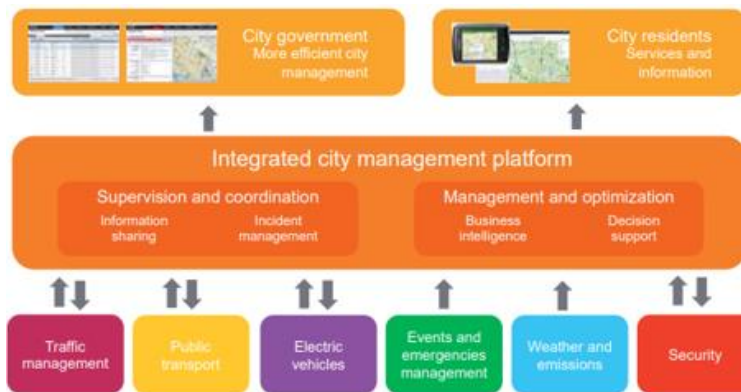 City government
More efficient city
management
City residents
Services and
information
Integrated city management platform
Supervision and coordination
Information
sharing
Incident
management
Management and optimization
Business
intelligence
Decision
support
Traffic
management
Public
transport
Electric
vehicles
Events and
emergencies
management
Weather and
emissions
Security